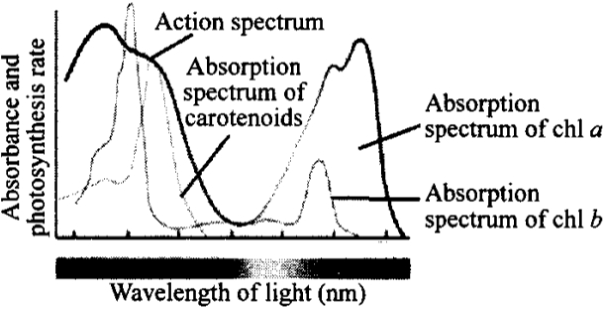 Action spectrum
Absorption
spectrum of
carotenoids
Absorbance and
photosynthesis rate
Absorption
spectrum of chl a
Absorption
spectrum of chl b
Wavelength of light (nm)